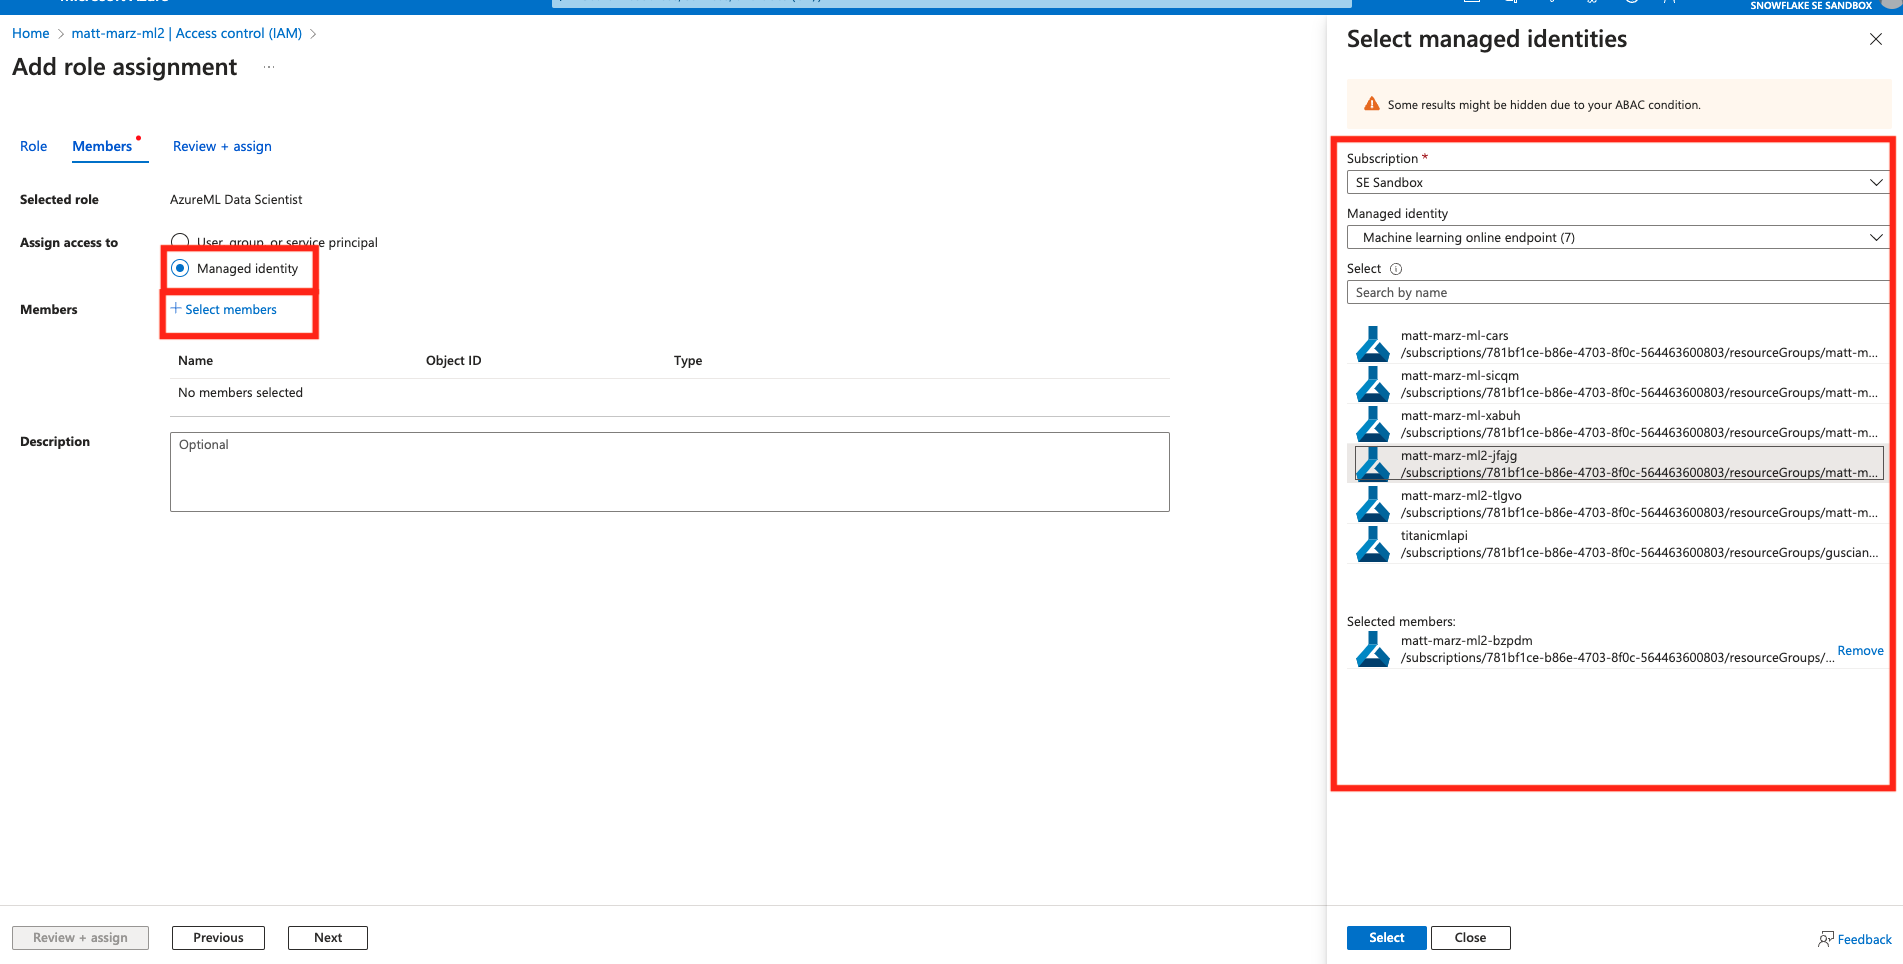 SNOWFLAKE SE SANDBOX
Home > matt-marz-ml2 | Access control (IAM) >
Add role assignment ...
Role Members Review + assign
Selected role AzureML Data Scientist
Assign access to User, group, or service principal
Managed identity
Members + Select members
Name Object ID Type
No members selected
Description Optional
Review + assign Previous Next
Select managed identities
Some results might be hidden due to your ABAC condition.
Subscription *
SE Sandbox
Managed identity
Machine learning online endpoint (7)
Select
Search by name
matt-marz-ml-cars
/subscriptions/781bf1ce-b86e-4703-8f0c-564463600803/resourceGroups/matt-m...
matt-marz-ml-sicqm
/subscriptions/781bf1ce-b86e-4703-8f0c-564463600803/resourceGroups/matt-m...
matt-marz-ml-xabuh
/subscriptions/781bf1ce-b86e-4703-8f0c-564463600803/resourceGroups/matt-m...
matt-marz-ml2-jfajg
/subscriptions/781bf1ce-b86e-4703-8f0c-564463600803/resourceGroups/matt-m...
matt-marz-ml2-tlgvo
/subscriptions/781bf1ce-b86e-4703-8f0c-564463600803/resourceGroups/matt-m...
titanicmlapi
/subscriptions/781bf1ce-b86e-4703-8f0c-564463600803/resourceGroups/guscian...
Selected members:
matt-marz-ml2-bzpdm
/subscriptions/781bf1ce-b86e-4703-8f0c-564463600803/resourceGroups/...
Remove
Select Close Feedback